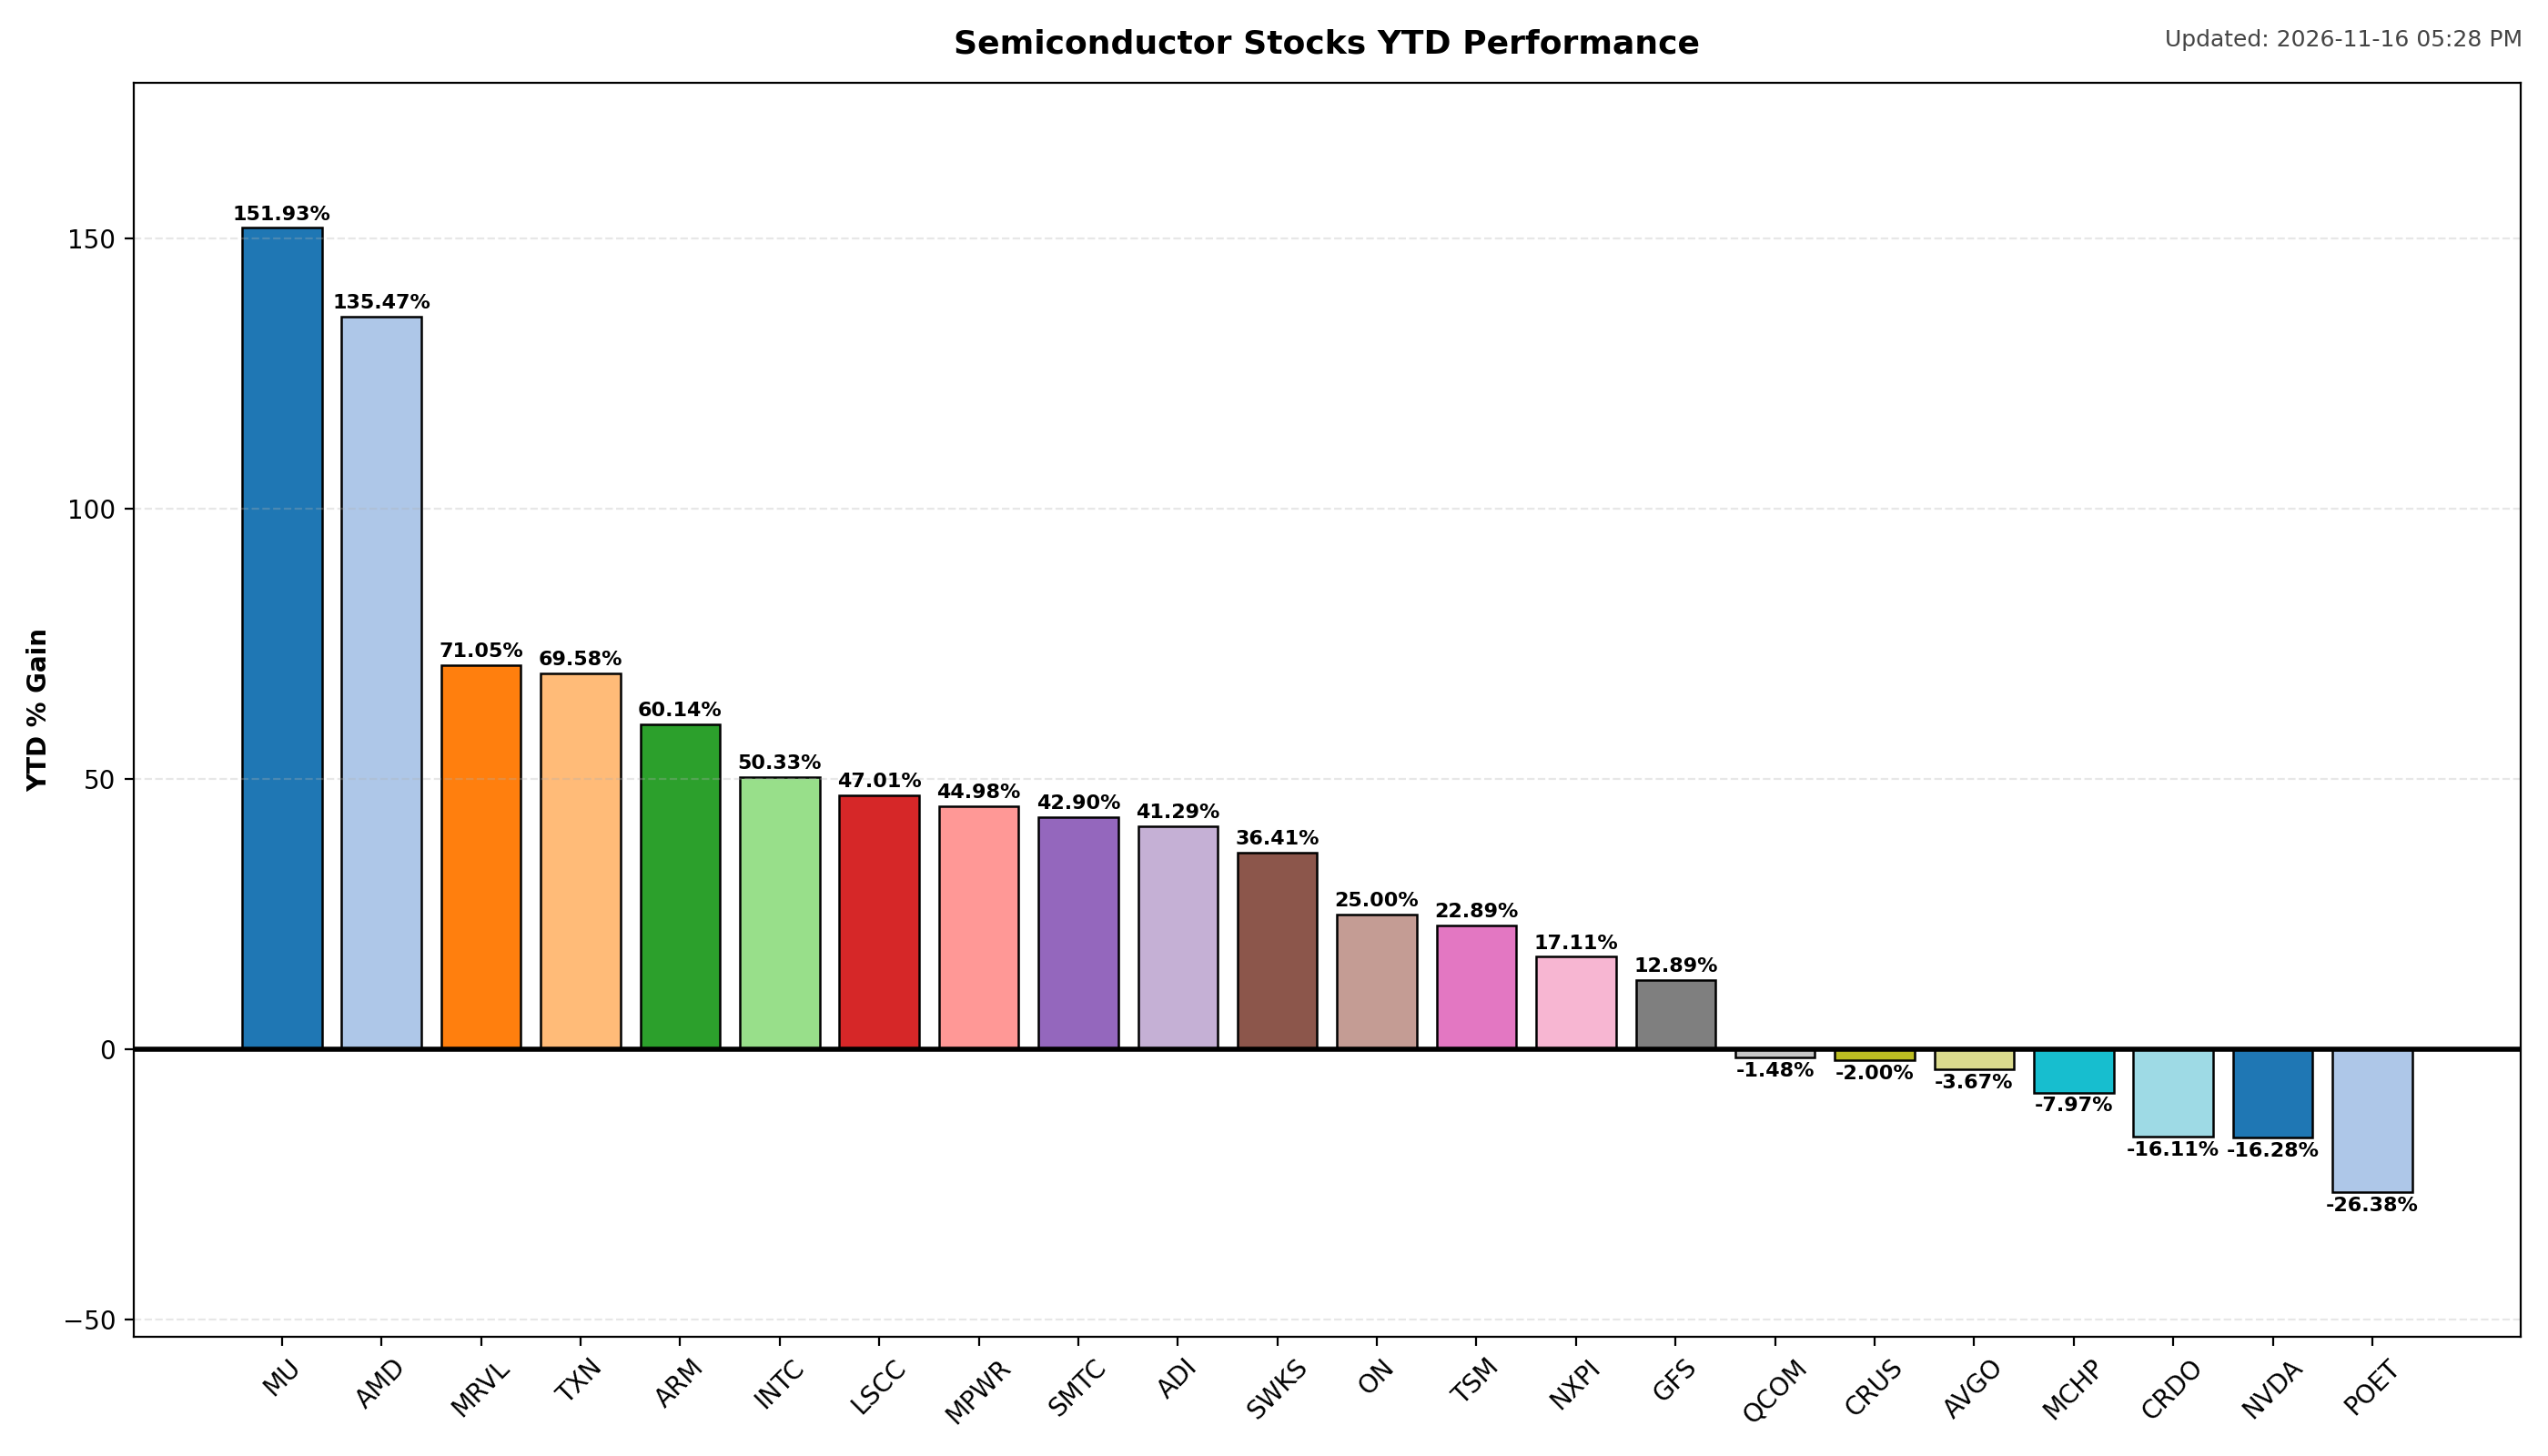 Semiconductor Stocks YTD Performance
Updated: 2026-11-16 05:28 PM
YTD % Gain
150
100
50
0
−50
151.93%
135.47%
71.05%
69.58%
60.14%
50.33%
47.01%
44.98%
42.90%
41.29%
36.41%
25.00%
22.89%
17.11%
12.89%
-1.48%
-2.00%
-3.67%
-7.97%
-16.11%
-16.28%
-26.38%
MU
AMD
MRVL
TXN
ARM
INTC
LSCC
MPWR
SMTC
ADI
SWKS
ON
TSM
NXPI
GFS
QCOM
CRUS
AVGO
MCHP
CRDO
NVDA
POET